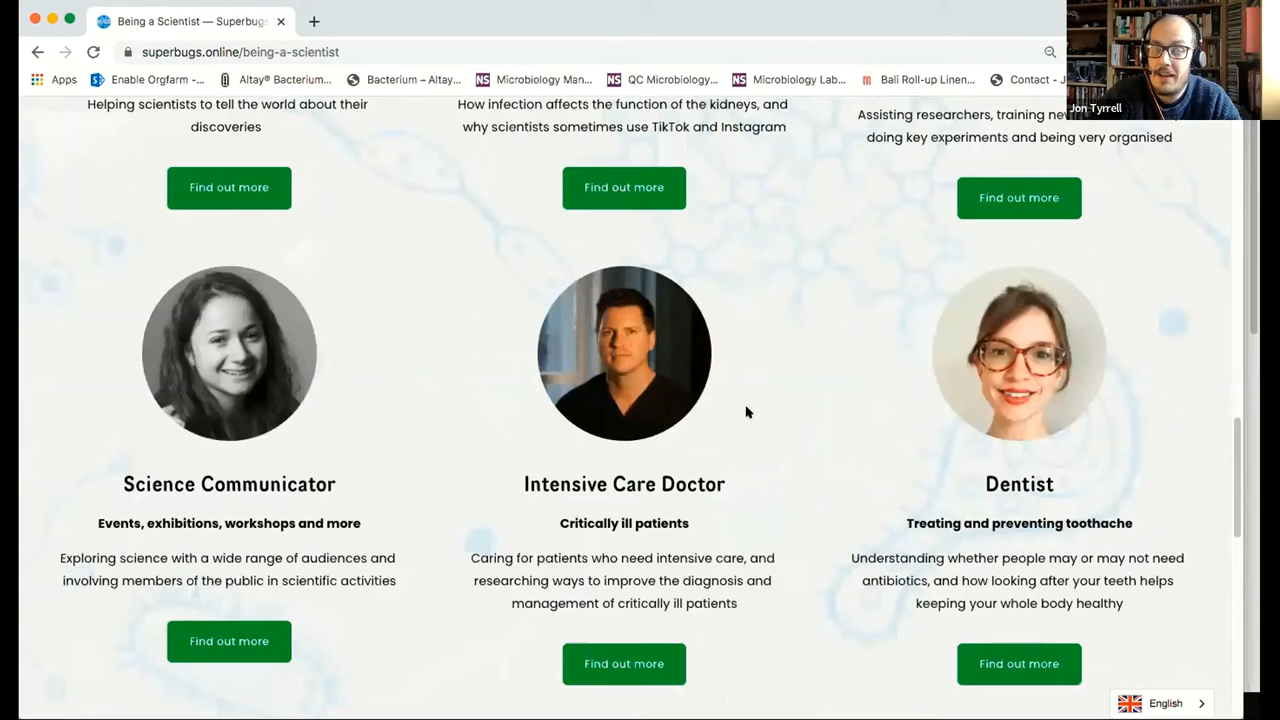 Being a Scientist — Superbugs
superbugs.online/being-a-scientist
Apps
Enable Orgfarm -...
Altay® Bacterium...
Bacterium – Altay...
Microbiology Man...
QC Microbiology...
Microbiology Lab...
Bali Roll-up Linen...
Contact - J
Jon Tyrrell
Helping scientists to tell the world about their
discoveries
Find out more
How infection affects the function of the kidneys, and
why scientists sometimes use TikTok and Instagram
Find out more
Assisting researchers, training new
doing key experiments and being very organised
Find out more
Science Communicator
Events, exhibitions, workshops and more
Exploring science with a wide range of audiences and
involving members of the public in scientific activities
Find out more
Intensive Care Doctor
Critically ill patients
Caring for patients who need intensive care, and
researching ways to improve the diagnosis and
management of critically ill patients
Find out more
Dentist
Treating and preventing toothache
Understanding whether people may or may not need
antibiotics, and how looking after your teeth helps
keeping your whole body healthy
Find out more
English